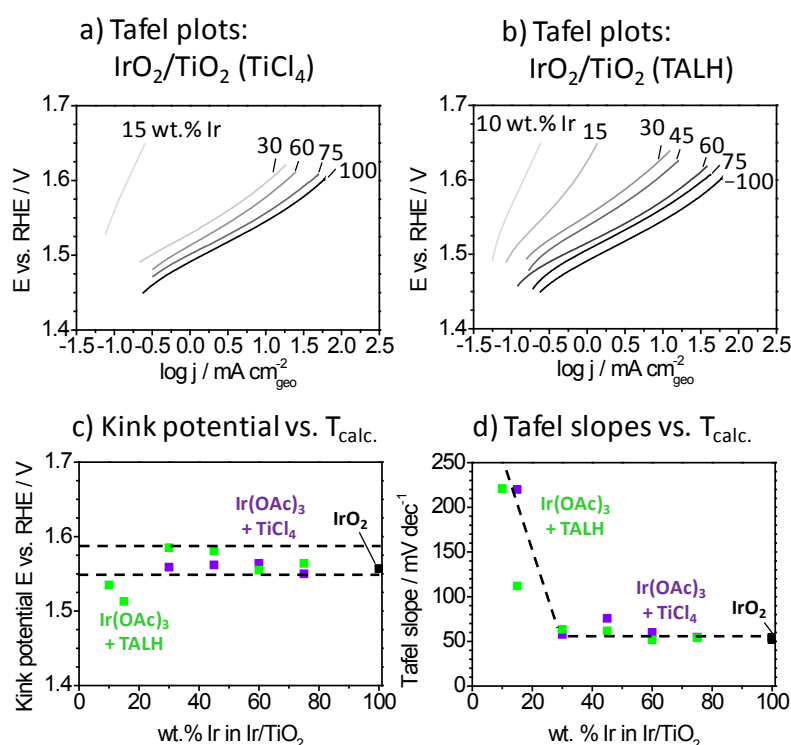 a) Tafel plots:
IrO₂/TiO₂ (TiCl₄)
E vs. RHE / V
1.7
1.6
1.5
1.4
15 wt.% Ir
30
60
75
100
-1.5 -1.0 -0.5 0.0 0.5 1.0 1.5 2.0 2.5
log j / mA cm⁻²geo
b) Tafel plots:
IrO₂/TiO₂ (TALH)
E vs. RHE / V
1.7
1.6
1.5
1.4
10 wt.% Ir
15
30
45
60
75
100
-1.5 -1.0 -0.5 0.0 0.5 1.0 1.5 2.0 2.5
log j / mA cm⁻²geo
c) Kink potential vs. Tcalc.
Kink potential E vs. RHE / V
1.7
1.6
1.5
1.4
Ir(OAc)₃
+ TiCl₄
IrO₂
Ir(OAc)₃
+ TALH
0 20 40 60 80 100
wt.% Ir in Ir/TiO₂
d) Tafel slopes vs. Tcalc.
Tafel slope / mV dec⁻¹
250
200
150
100
50
0
Ir(OAc)₃
+ TALH
Ir(OAc)₃
+ TiCl₄
IrO₂
0 20 40 60 80 100
wt.% Ir in Ir/TiO₂